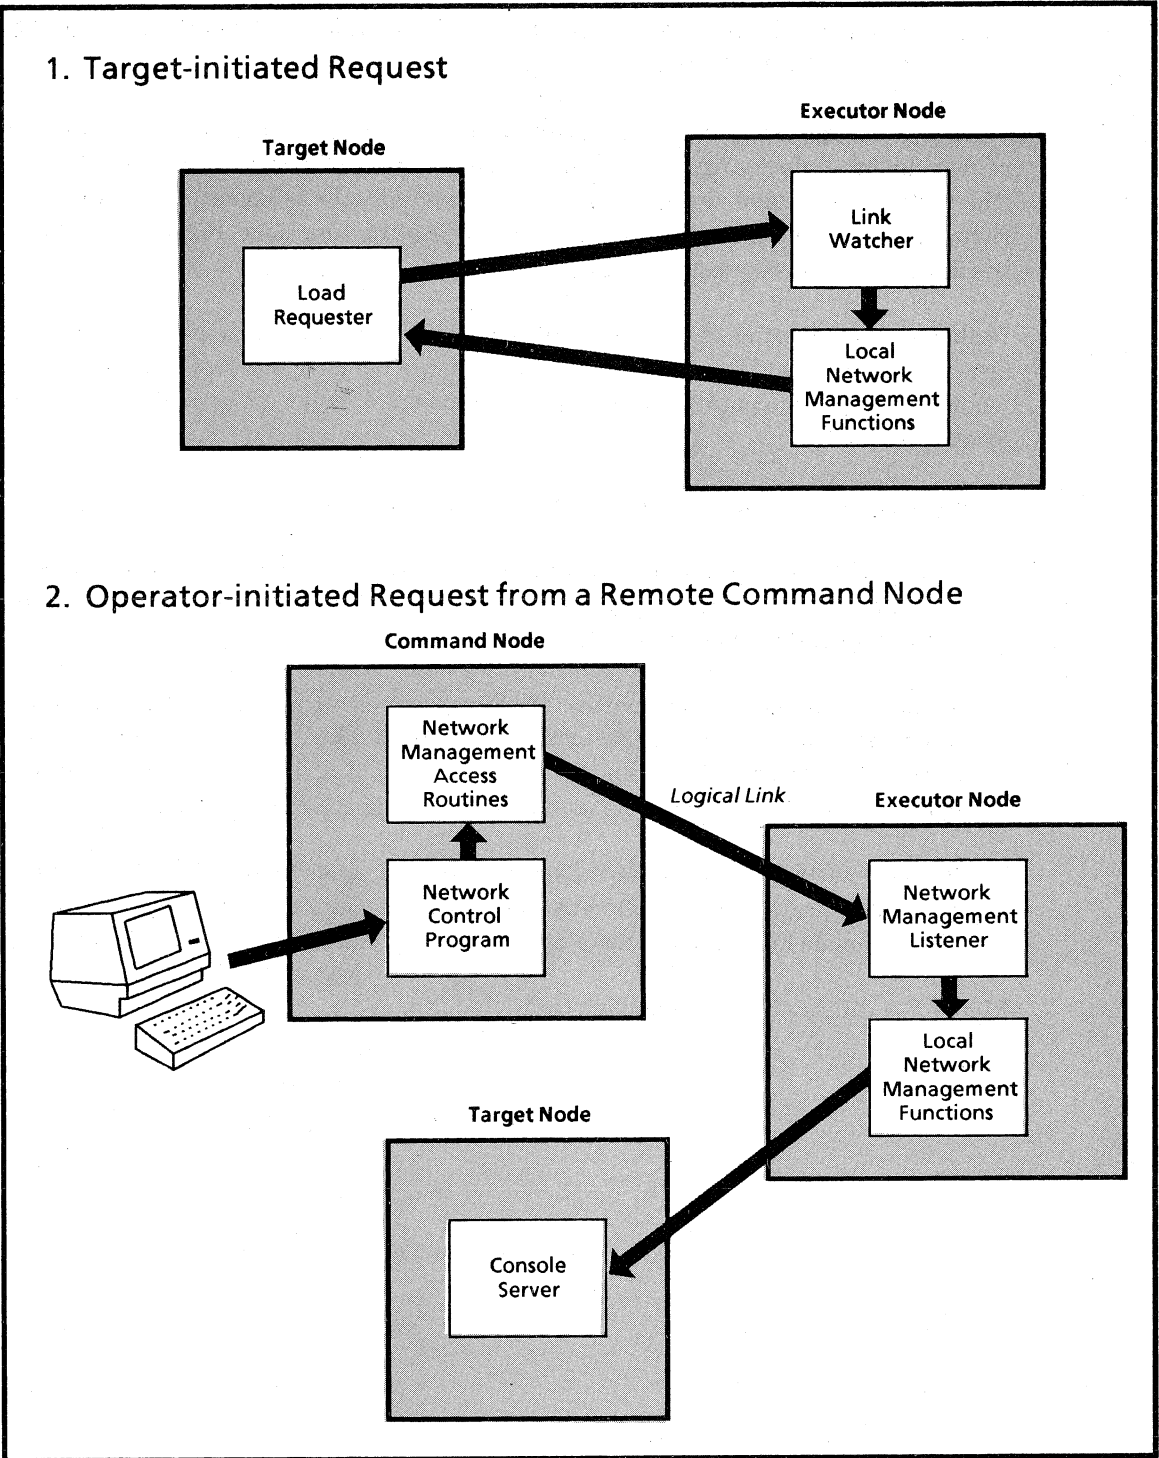 1. Target-initiated Request
Executor Node
Target Node
Link
Watcher
Load
Requester
Local
Network
Management
Functions
2. Operator-initiated Request from a Remote Command Node
Command Node
Network
Management
Access
Routines
Logical Link
Executor Node
Network
Control
Program
Network
Management
Listener
Local
Network
Management
Functions
Target Node
Console
Server